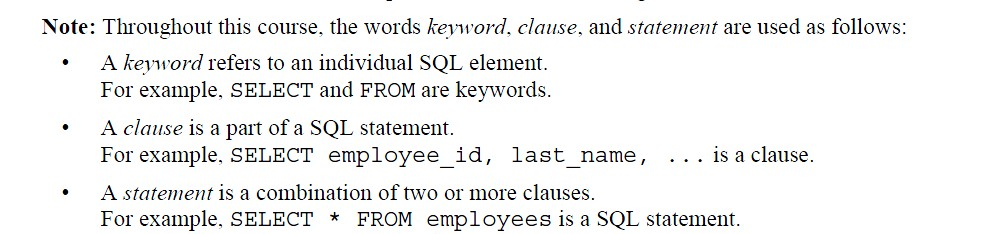 Note: Throughout this course, the words keyword, clause, and statement are used as follows:
• A keyword refers to an individual SQL element.
For example, SELECT and FROM are keywords.
• A clause is a part of a SQL statement.
For example, SELECT employee_id, last_name, ... is a clause.
• A statement is a combination of two or more clauses.
For example, SELECT * FROM employees is a SQL statement.